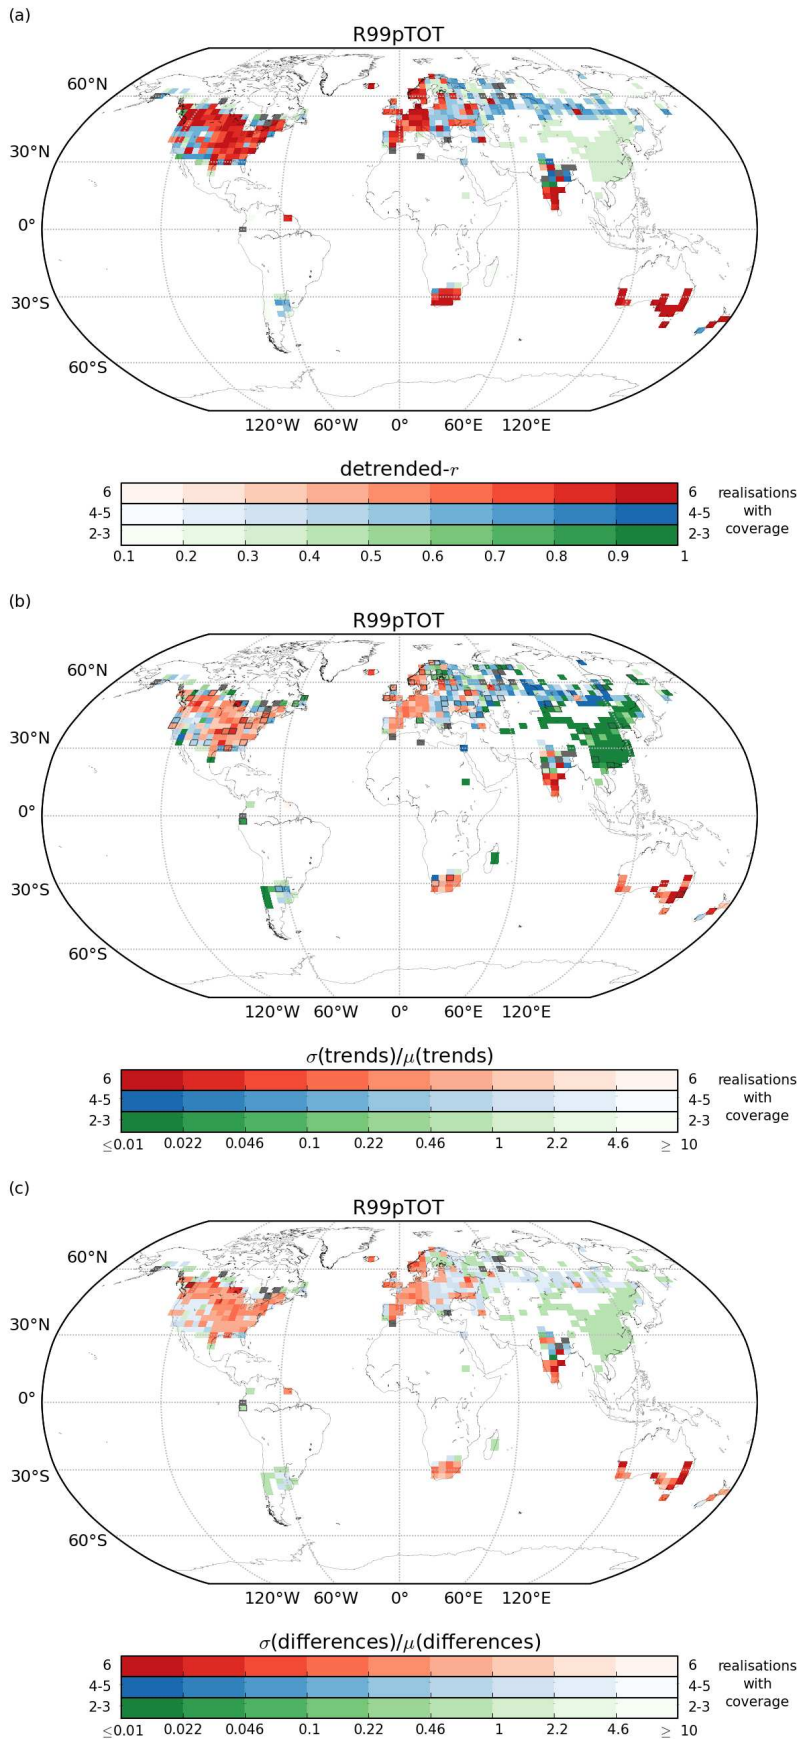 (a)
R99pTOT
60°N
30°N
0°
30°S
60°S
120°W 60°W 0° 60°E 120°E
detrended-r
6 6 realisations
4-5 4-5 with
2-3 2-3 coverage
0.1 0.2 0.3 0.4 0.5 0.6 0.7 0.8 0.9 1
(b)
R99pTOT
60°N
30°N
0°
30°S
60°S
120°W 60°W 0° 60°E 120°E
σ(trends)/μ(trends)
6 6 realisations
4-5 4-5 with
2-3 2-3 coverage
≤0.01 0.022 0.046 0.1 0.22 0.46 1 2.2 4.6 ≥ 10
(c)
R99pTOT
60°N
30°N
0°
30°S
60°S
120°W 60°W 0° 60°E 120°E
σ(differences)/μ(differences)
6 6 realisations
4-5 4-5 with
2-3 2-3 coverage
≤0.01 0.022 0.046 0.1 0.22 0.46 1 2.2 4.6 ≥ 10